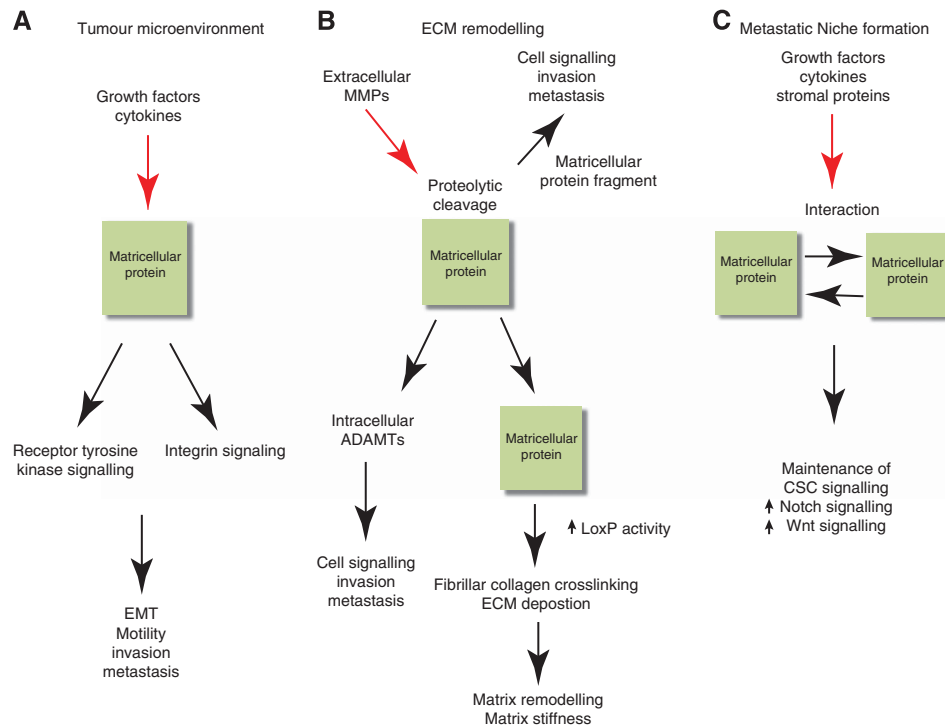 A
Tumour microenvironment
Growth factors
cytokines
Matricellular
protein
Receptor tyrosine
kinase signalling
Integrin signaling
EMT
Motility
invasion
metastasis
B
ECM remodelling
Extracellular
MMPs
Cell signalling
invasion
metastasis
Matricellular
protein fragment
Proteolytic
cleavage
Matricellular
protein
Intracellular
ADAMTs
Cell signalling
invasion
metastasis
Matricellular
protein
LoxP activity
Fibrillar collagen crosslinking
ECM depostion
Matrix remodelling
Matrix stiffness
C
Metastatic Niche formation
Growth factors
cytokines
stromal proteins
Interaction
Matricellular
protein
Matricellular
protein
Maintenance of
CSC signalling
Notch signalling
Wnt signalling